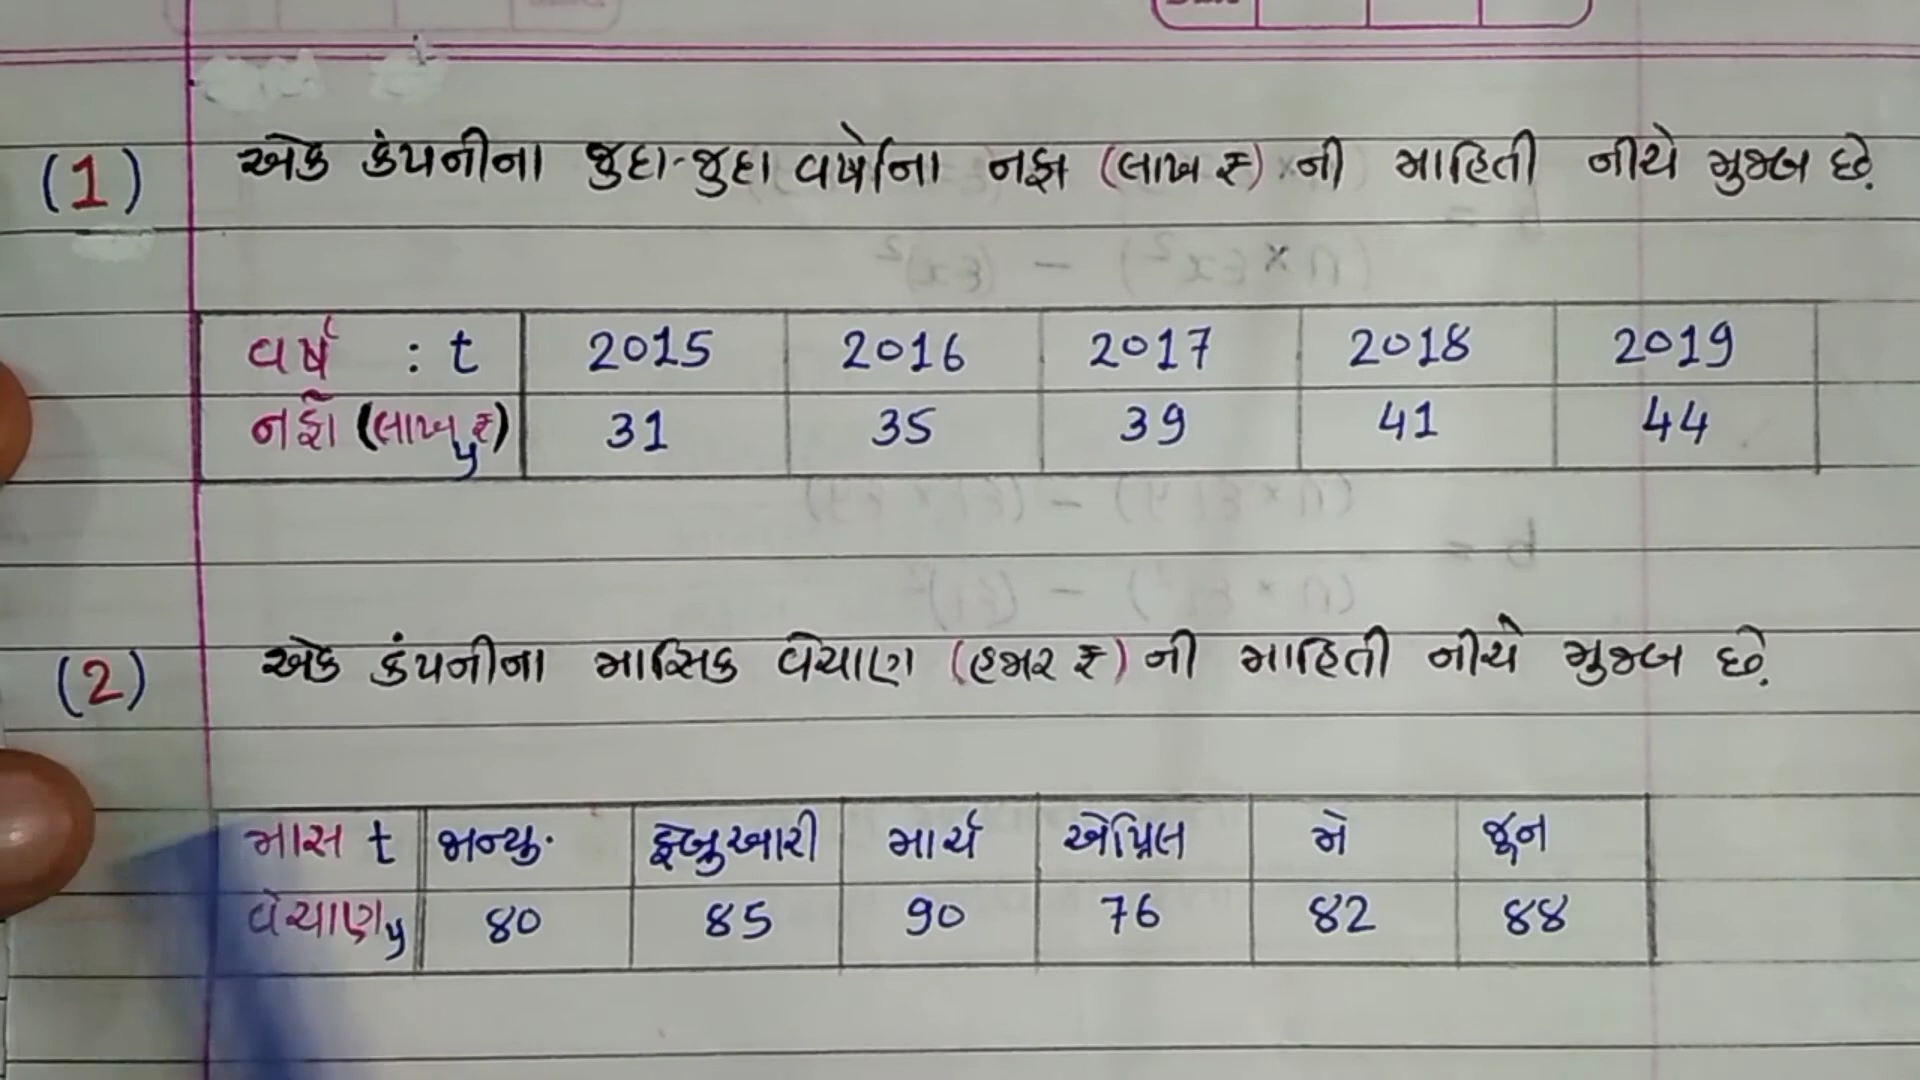 (1) એક કંપનીના જુદા-જુદા વર્ષોના નફા (લાખ ₹) ની માહિતી નીચે મુજબ છે.
વર્ષ : t 2015 2016 2017 2018 2019
નફો (લાખ ₹) y 31 35 39 41 44
(2) એક કંપનીના માસિક વેચાણ (હજાર ₹) ની માહિતી નીચે મુજબ છે.
માસ t જાન્યુ. ફેબ્રુઆરી માર્ચ એપ્રિલ મે જૂન
વેચાણ y 80 85 90 76 82 88